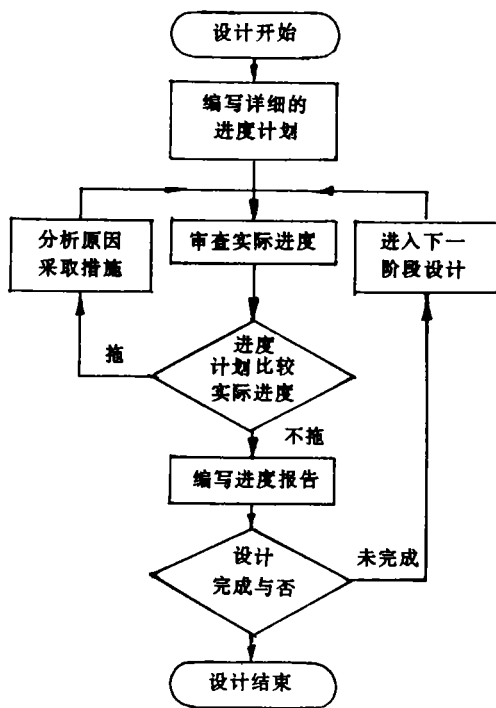 设计开始
编写详细的
进度计划
分析原因
采取措施
审查实际进度
进入下一
阶段设计
拖
进度
计划比较
实际进度
不拖
编写进度报告
设计
完成与否
未完成
设计结束